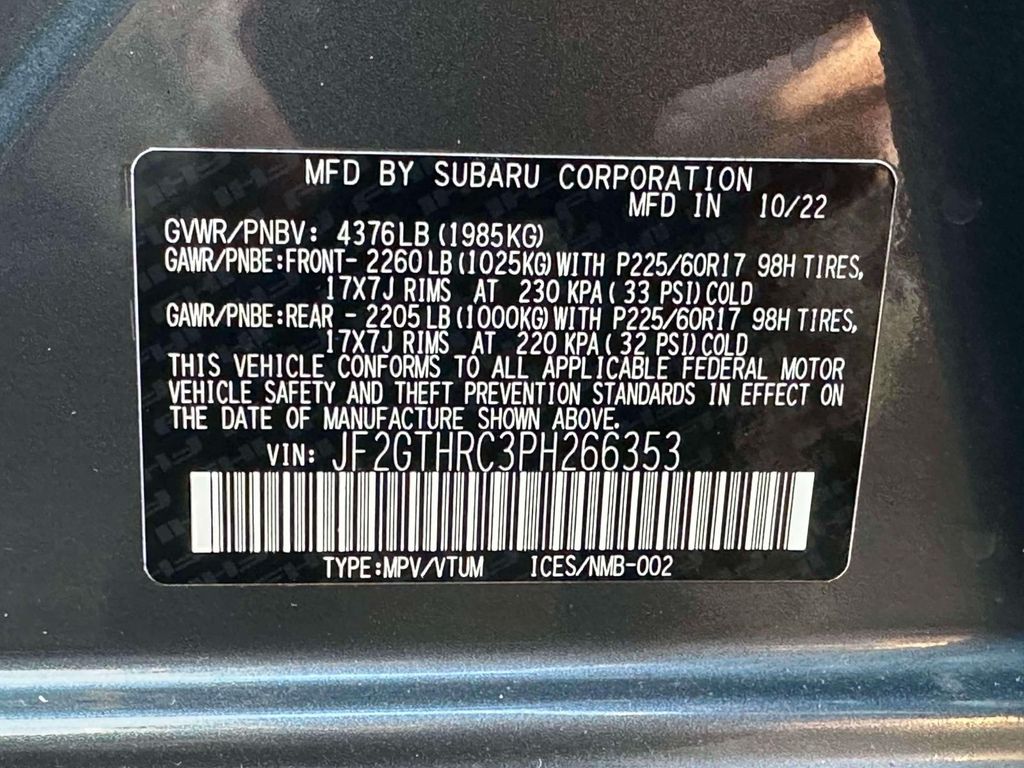 MFD BY SUBARU CORPORATION
MFD IN 10/22
GVWR/PNBV: 4376LB (1985KG)
GAWR/PNBE:FRONT- 2260LB (1025KG) WITH P225/60R17 98H TIRES,
17X7J RIMS AT 230 KPA ( 33 PSI) COLD
GAWR/PNBE:REAR - 2205LB (1000KG) WITH P225/60R17 98H TIRES,
17X7J RIMS AT 220 KPA ( 32 PSI) COLD
THIS VEHICLE CONFORMS TO ALL APPLICABLE FEDERAL MOTOR
VEHICLE SAFETY AND THEFT PREVENTION STANDARDS IN EFFECT ON
THE DATE OF MANUFACTURE SHOWN ABOVE.
VIN: JF2GTHRC3PH266353
TYPE:MPV/VTUM ICES/NMB-002